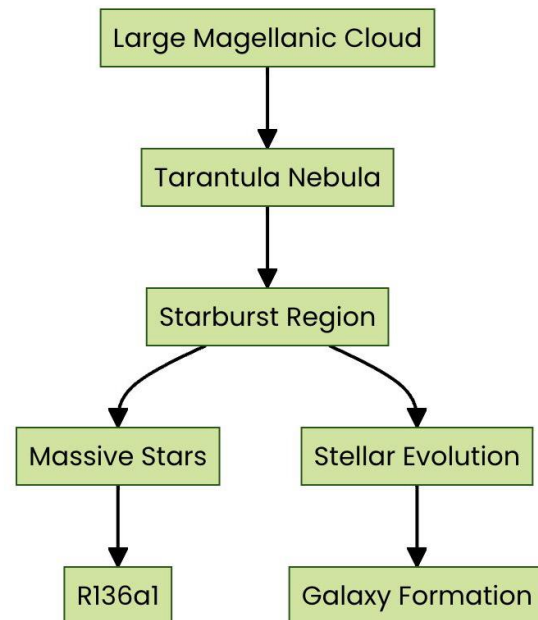 Large Magellanic Cloud
Tarantula Nebula
Starburst Region
Massive Stars
Stellar Evolution
R136a1
Galaxy Formation